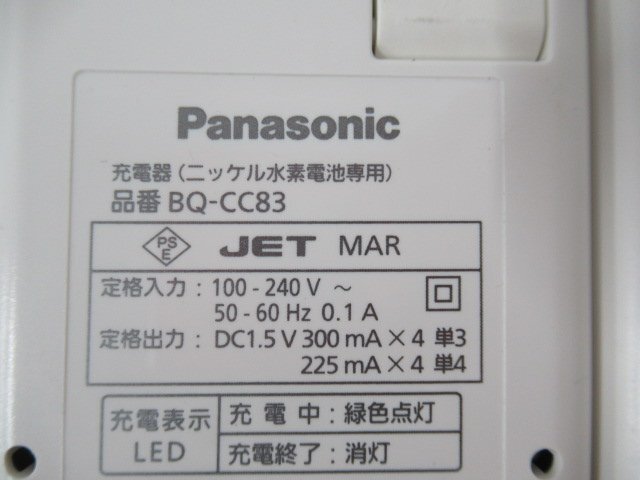 Panasonic
充電器(ニッケル水素電池専用)
品番 BQ-CC83
PS
E
JET MAR
定格入力 : 100 - 240 V ～
50 - 60 Hz 0.1 A
定格出力 : DC1.5 V 300 mA × 4 単3
225 mA × 4 単4
充電表示
LED
充電中 : 緑色点灯
充電終了 : 消灯